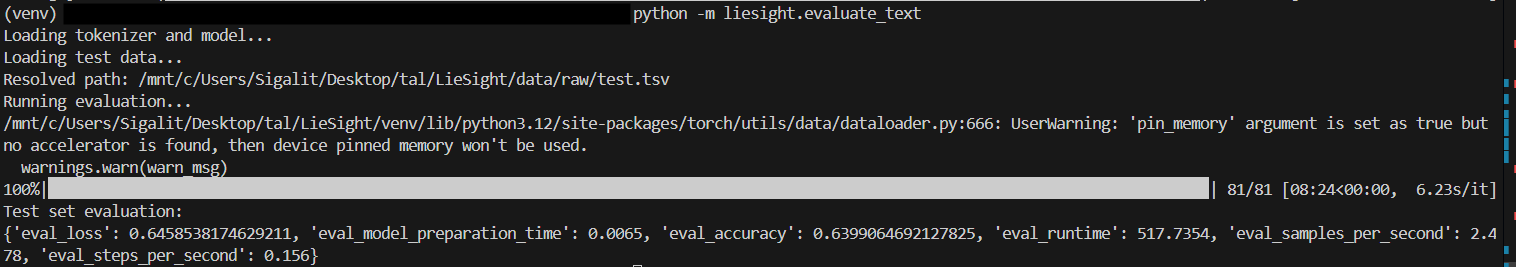 (venv) python -m liesight.evaluate_text
Loading tokenizer and model...
Loading test data...
Resolved path: /mnt/c/Users/Sigalit/Desktop/tal/LieSight/data/raw/test.tsv
Running evaluation...
/mnt/c/Users/Sigalit/Desktop/tal/LieSight/venv/lib/python3.12/site-packages/torch/utils/data/dataloader.py:666: UserWarning: 'pin_memory' argument is set as true but
no accelerator is found, then device pinned memory won't be used.
  warnings.warn(warn_msg)
100%| | 81/81 [08:24<00:00,  6.23s/it]
Test set evaluation:
{'eval_loss': 0.6458538174629211, 'eval_model_preparation_time': 0.0065, 'eval_accuracy': 0.6399064692127825, 'eval_runtime': 517.7354, 'eval_samples_per_second': 2.4
78, 'eval_steps_per_second': 0.156}